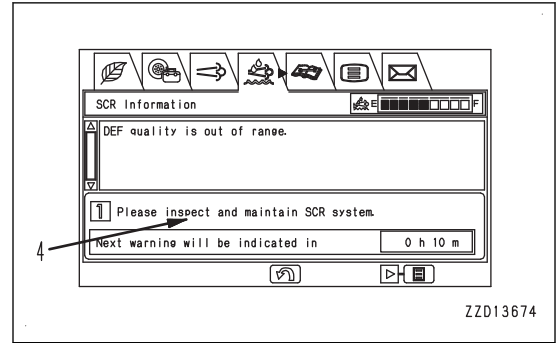 SCR Information
E F
DEF quality is out of range.
1 Please inspect and maintain SCR system.
4
Next warning will be indicated in 0 h 10 m
ZZD13674